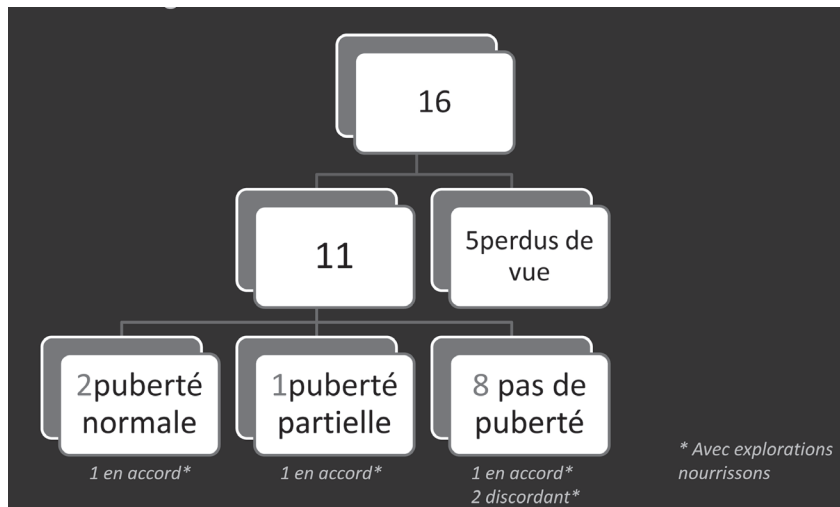 16
11
5perdus de
vue
2puberté
normale
1puberté
partielle
8 pas de
puberté
1 en accord*
1 en accord*
1 en accord*
2 discordant*
* Avec explorations
nourrissons